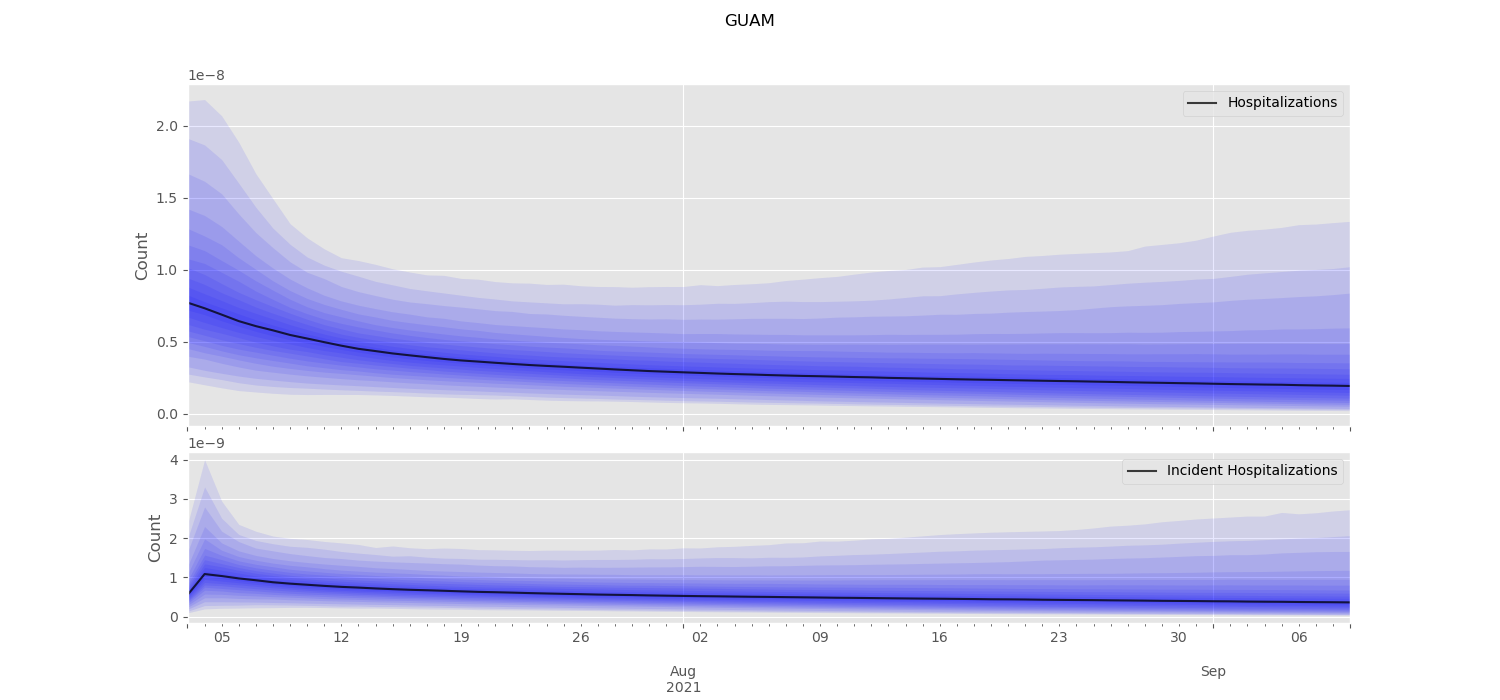 GUAM
1e−8
Hospitalizations
Count
2.0
1.5
1.0
0.5
0.0
1e−9
Incident Hospitalizations
Count
4
3
2
1
0
05 12 19 26 02 09 16 23 30 06
Aug Sep
2021